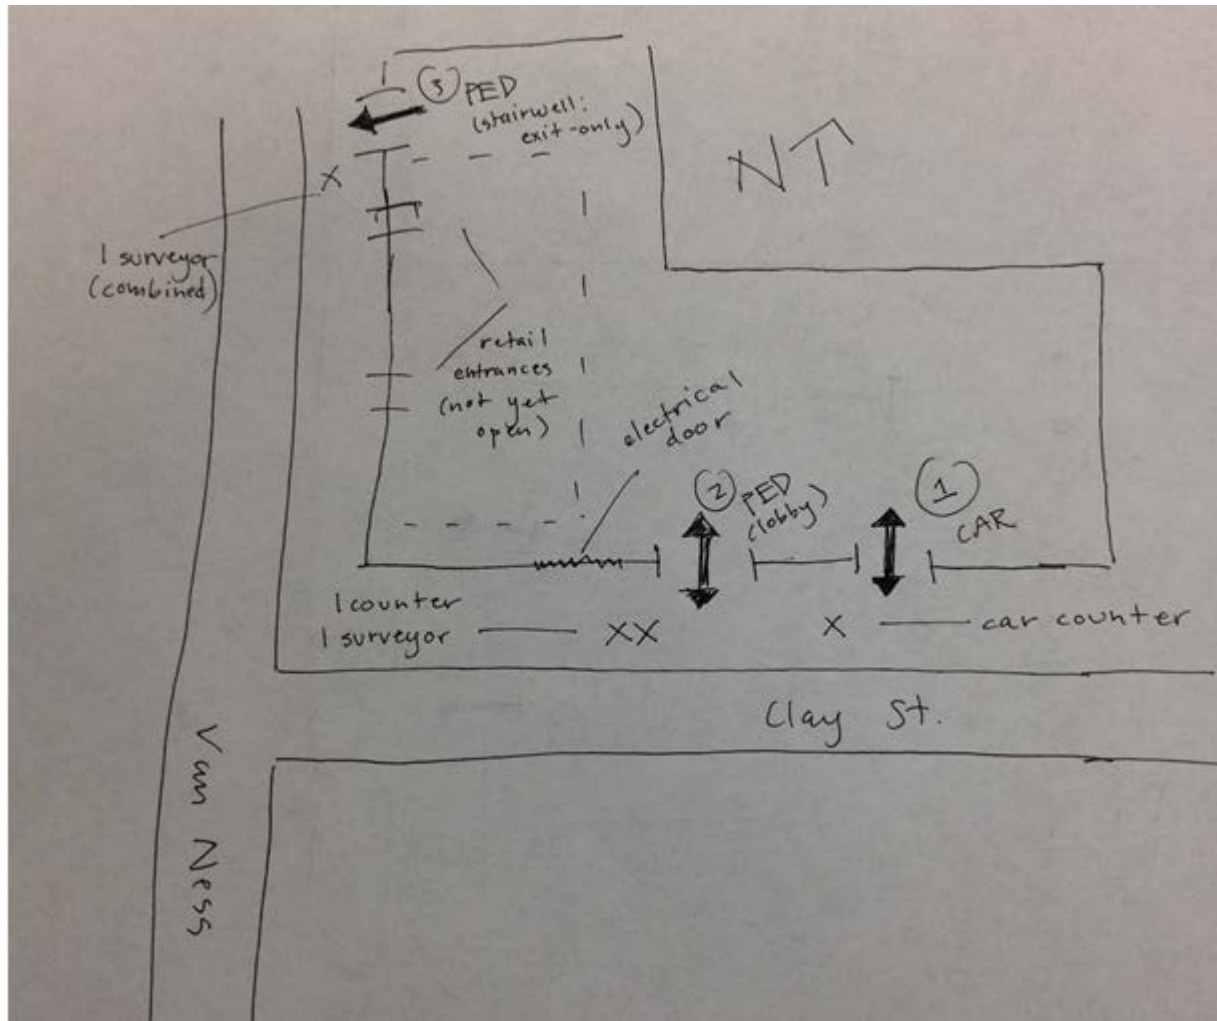 ③ PED
(stairwell:
exit-only)
N↑
X
1 surveyor
(combined)
retail
entrances
(not yet
open)
electrical
door
② PED
(lobby)
①
CAR
1 counter
1 surveyor
XX
X
car counter
Clay St.
Van Ness